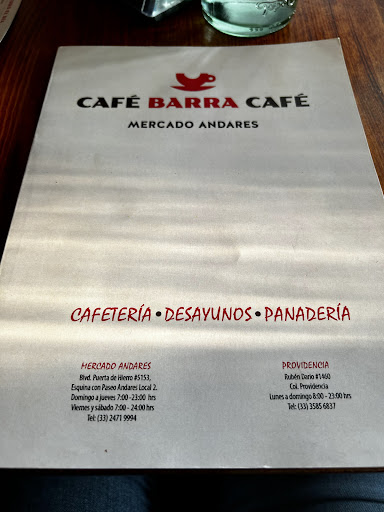 CAFÉ BARRA CAFÉ
MERCADO ANDARES
CAFETERÍA • DESAYUNOS • PANADERÍA
MERCADO ANDARES
Blvd. Puerta de Hierro #5153,
Esquina con Paseo Andares Local 2.
Domingo a jueves 7:00 -23:00 hrs
Viernes y sábado 7:00 - 24:00 hrs
Tel: (33) 2471 9994
PROVIDENCIA
Rubén Darío #1460
Col. Providencia
Lunes a domingo 8:00 - 23:00 hrs
Tel: (33) 3585 6837